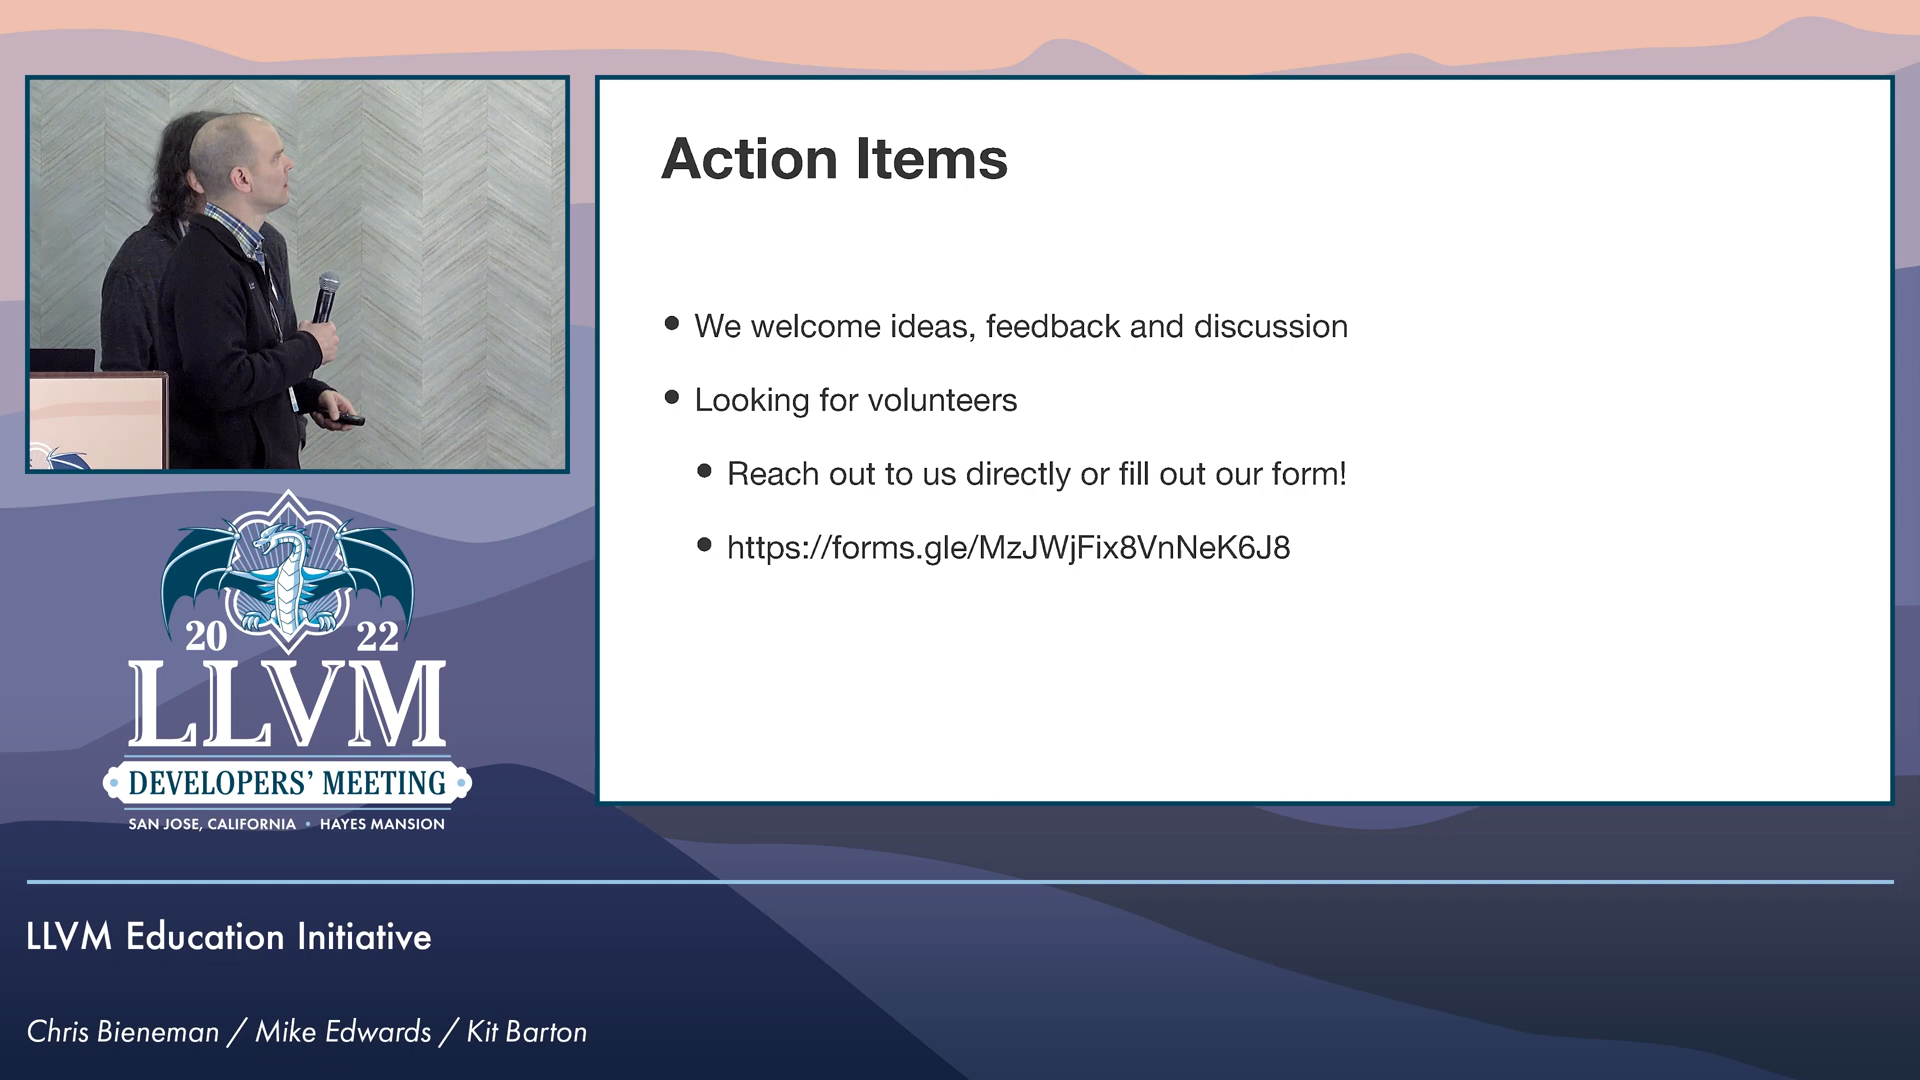 Action Items
• We welcome ideas, feedback and discussion
• Looking for volunteers
• Reach out to us directly or fill out our form!
• https://forms.gle/MzJWjFix8VnNeK6J8
20 22
LLVM
DEVELOPERS' MEETING
SAN JOSE, CALIFORNIA • HAYES MANSION
LLVM Education Initiative
Chris Bieneman / Mike Edwards / Kit Barton